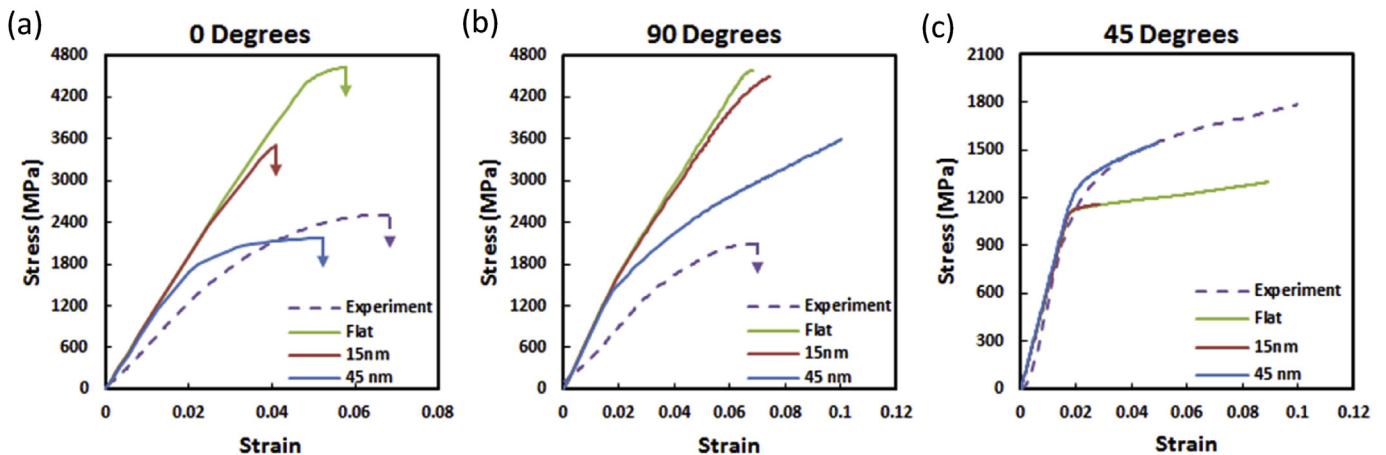 (a)
0 Degrees
Stress (MPa)
4800
4200
3600
3000
2400
1800
1200
600
0
0
0.02
0.04
0.06
0.08
Strain
Experiment
Flat
15nm
45 nm
(b)
90 Degrees
Stress (MPa)
4800
4200
3600
3000
2400
1800
1200
600
0
0
0.02
0.04
0.06
0.08
0.1
0.12
Strain
Experiment
Flat
15nm
45 nm
(c)
45 Degrees
Stress (MPa)
2100
1800
1500
1200
900
600
300
0
0
0.02
0.04
0.06
0.08
0.1
0.12
Strain
Experiment
Flat
15nm
45 nm